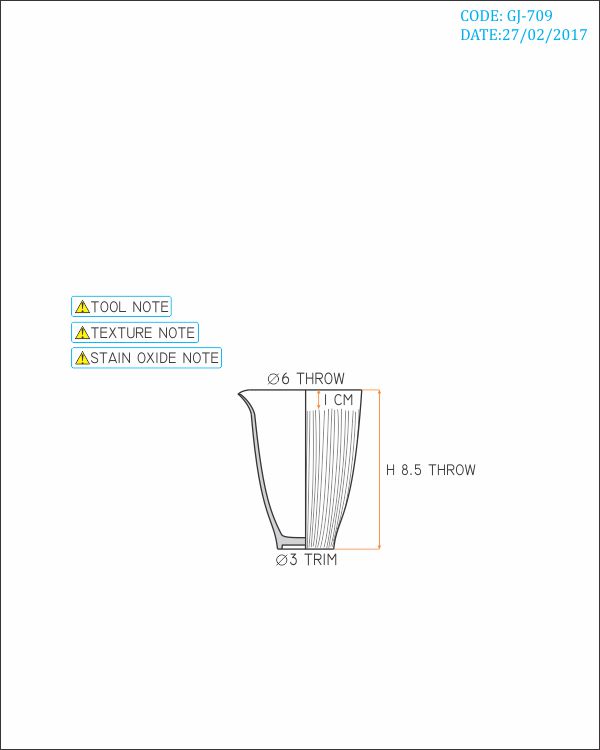 CODE: GJ-709
DATE:27/02/2017
TOOL NOTE
TEXTURE NOTE
STAIN OXIDE NOTE
∅6 THROW
1 CM
H 8.5 THROW
∅3 TRIM